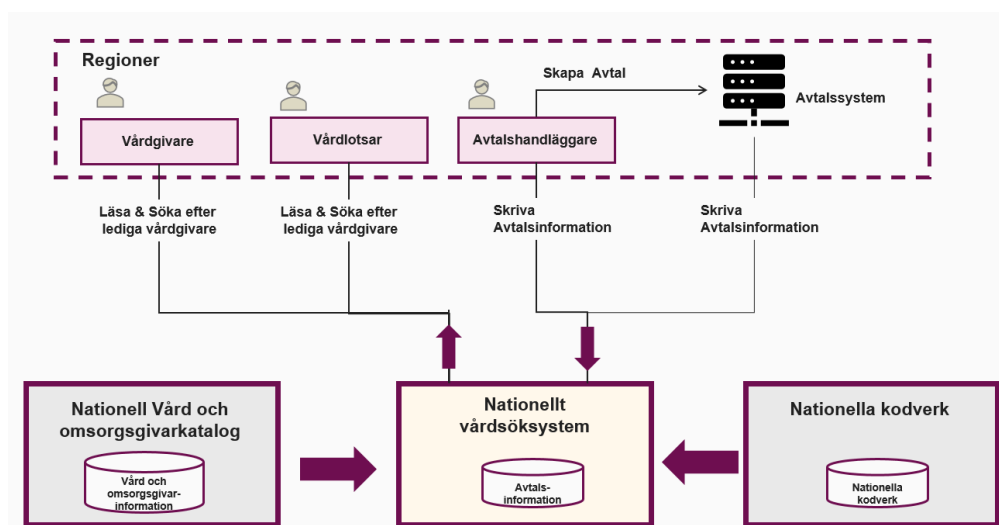 Regioner
Skapa Avtal
Avtalssystem
Vårdgivare
Vårdlotsar
Avtalshandläggare
Läsa & Söka efter
lediga vårdgivare
Läsa & Söka efter
lediga vårdgivare
Skriva
Avtalsinformation
Skriva
Avtalsinformation
Nationell Vård och
omsorgsgivarkatalog
Vård och
omsorgsgivar-
information
Nationellt
vårdsöksystem
Avtals-
information
Nationella kodverk
Nationella
kodverk